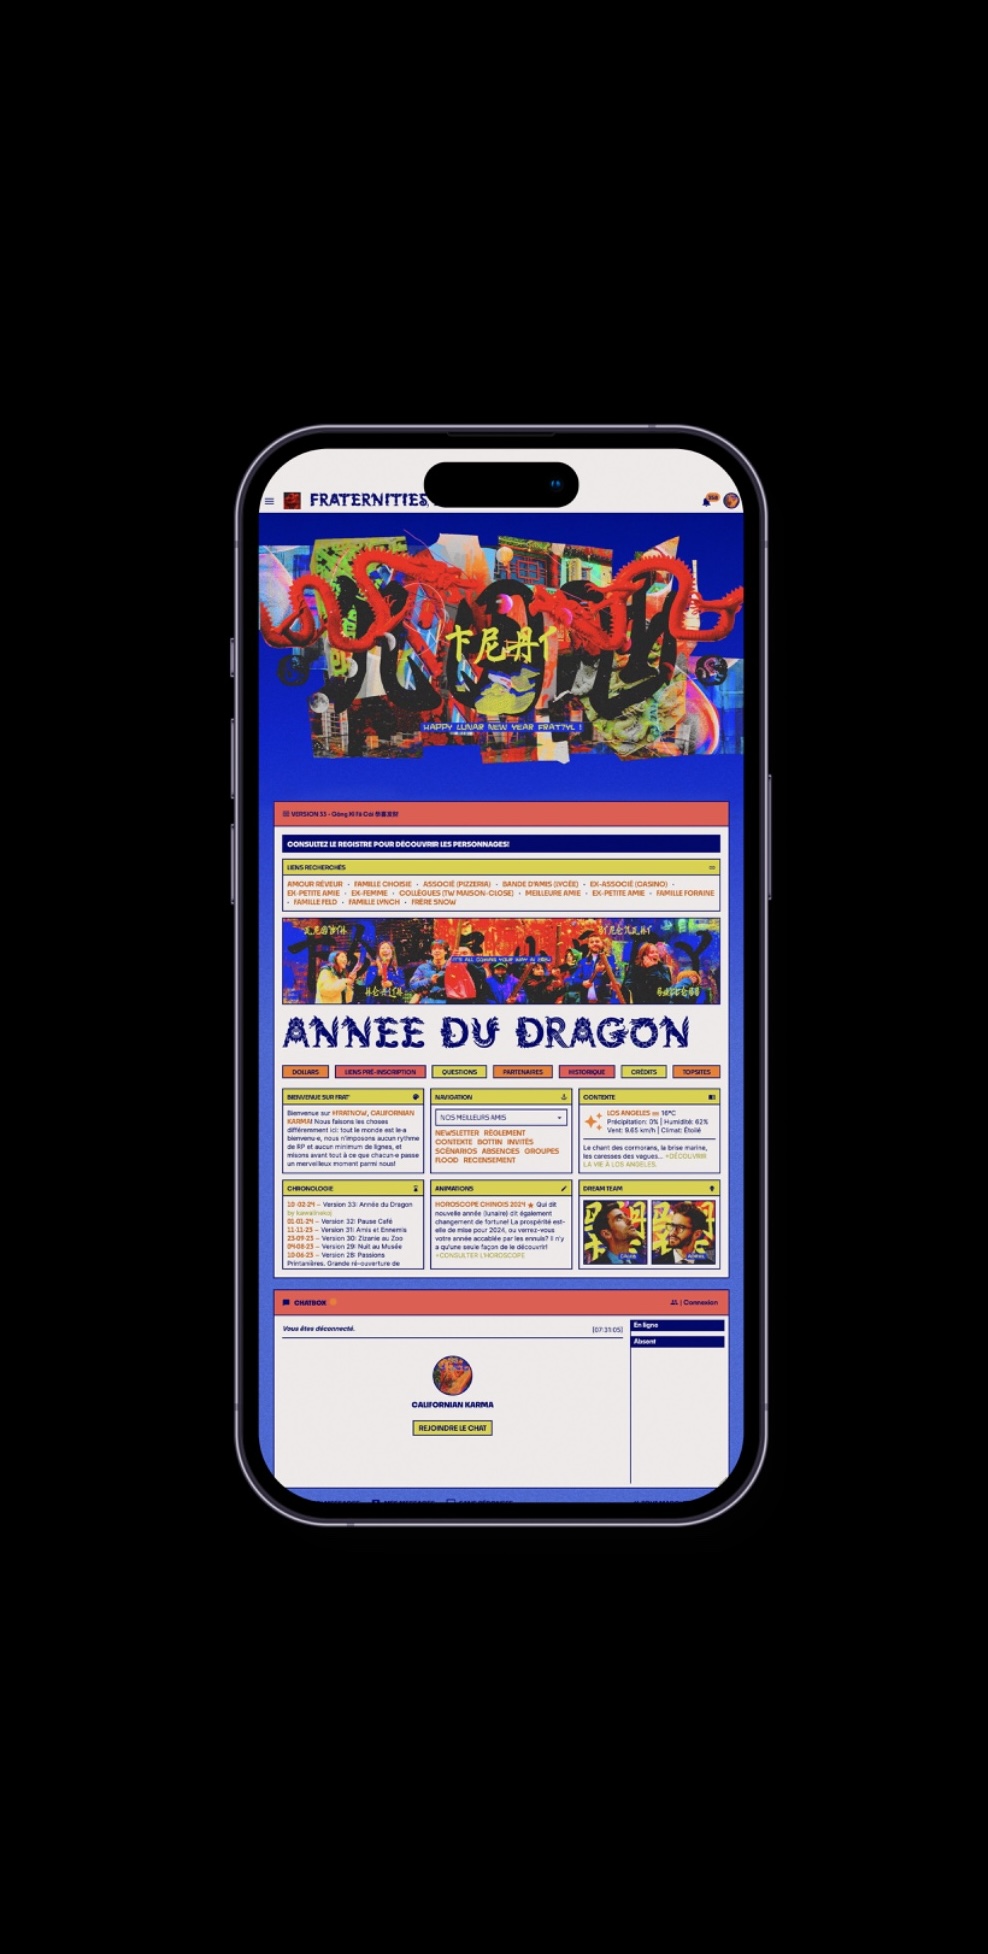 FRATERNITIES
HAPPY LUNAR NEW YEAR FRAT7YL !
VERSION 33 - Gōng Xǐ Fā Cái 恭喜发财
CONSULTEZ LE REGISTRE POUR DÉCOUVRIR LES PERSONNAGES!
LIENS RECHERCHÉS
AMOUR RÊVEUR • FAMILLE CHOISIE • ASSOCIÉ (PIZZERIA) • BANDE D'AMIS (LYCÉE) • EX-ASSOCIÉ (CASINO) •
EX-PETITE AMIE • EX-FEMME • COLLÈGUES (TW MAISON-CLOSE) • MEILLEURE AMIE • EX-PETITE AMIE • FAMILLE FORAINE
• FAMILLE FELD • FAMILLE LYNCH • FRÈRE SNOW
IT'S ALL COMING YOUR WAY IN
HEALTH
SUCCESS
ANNEE DU DRAGON
DOLLARS LIENS PRÉ-INSCRIPTION QUESTIONS PARTENAIRES HISTORIQUE CRÉDITS TOPSITES
BIENVENUE SUR FRAT'
Bienvenue sur #FRATNOW, CALIFORNIAN
KARMA! Nous faisons les choses
différemment ici: tout le monde est le·a
bienvenu·e, nous n'imposons aucun rythme
de RP et aucun minimum de lignes, et
misons avant tout à ce que chacun·e passe
un merveilleux moment parmi nous!
NAVIGATION
NOS MEILLEURS AMIS
NEWSLETTER RÈGLEMENT
CONTEXTE BOTTIN INVITÉS
SCÉNARIOS ABSENCES GROUPES
FLOOD RECENSEMENT
CONTEXTE
LOS ANGELES 16°C
Précipitation: 0% | Humidité: 62%
Vent: 9.65 km/h | Climat: Étoilé
Le chant des cormorans, la brise marine,
les caresses des vagues... +DÉCOUVRIR
LA VIE À LOS ANGELES.
CHRONOLOGIE
10-02-24 – Version 33: Année du Dragon
by
01-01-24 – Version 32: Pause Café
11-11-23 – Version 31: Amis et Ennemis
23-09-23 – Version 30: Zizanie au Zoo
04-08-23 – Version 29: Nuit au Musée
10-06-23 – Version 28: Passions
Printanières. Grande ré-ouverture de
ANIMATIONS
HOROSCOPE CHINOIS 2024 ★ Qui dit
nouvelle année (lunaire) dit également
changement de fortune! La prospérité est-
elle de mise pour 2024, ou verrez-vous
votre année accablée par les ennuis? Il n'y
a qu'une seule façon de le découvrir!
+CONSULTER L'HOROSCOPE
DREAM TEAM
CHATBOX
| Connexion
Vous êtes déconnecté.
[07:31:05]
En ligne
Absent
CALIFORNIAN KARMA
REJOINDRE LE CHAT